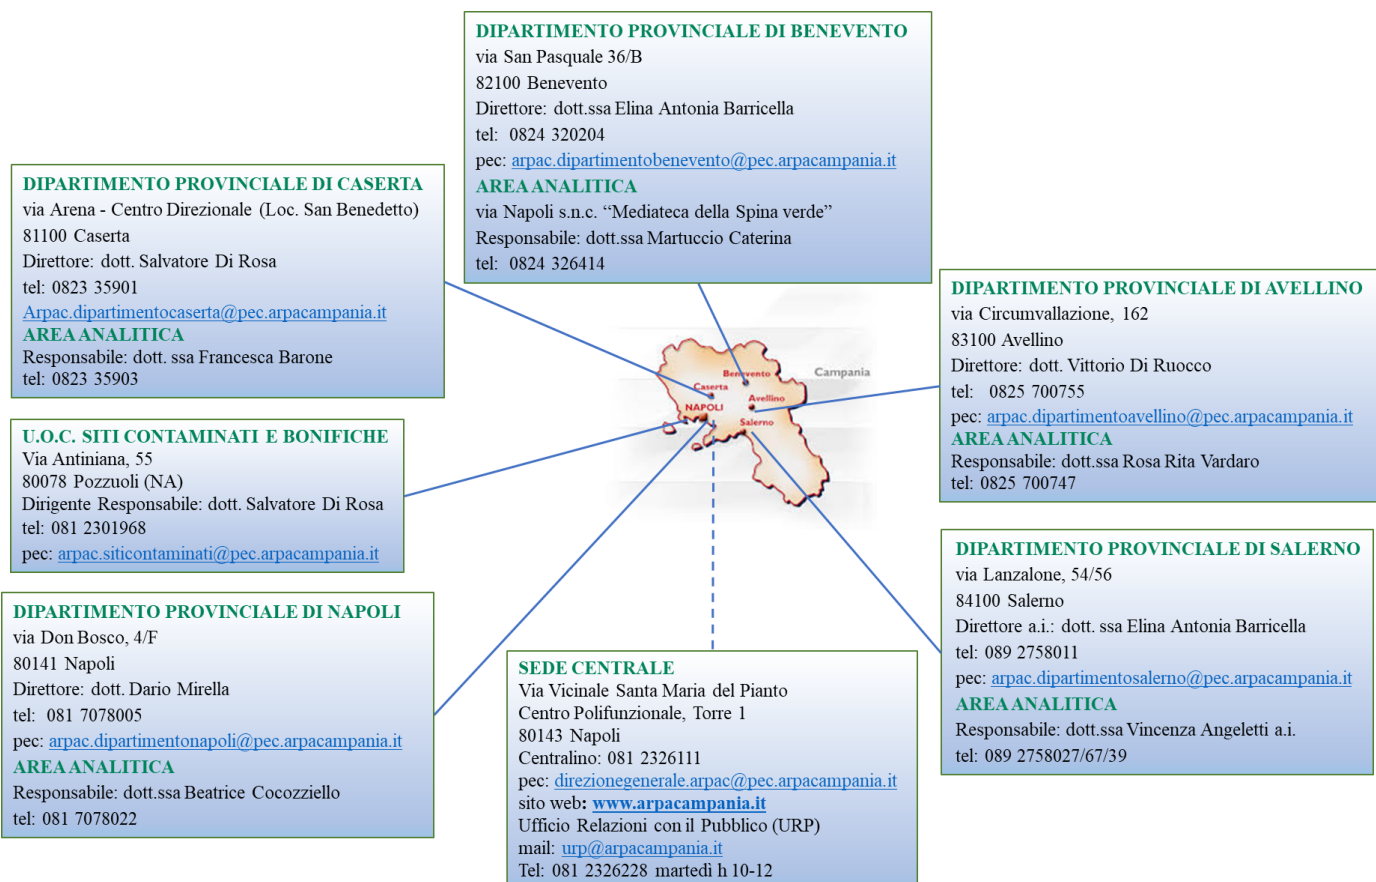 DIPARTIMENTO PROVINCIALE DI BENEVENTO
via San Pasquale 36/B
82100 Benevento
Direttore: dott.ssa Elina Antonia Barricella
tel: 0824 320204
pec: arpac.dipartimentobenevento@pec.arpacampania.it
AREA ANALITICA
via Napoli s.n.c. “Mediateca della Spina verde”
Responsabile: dott.ssa Martuccio Caterina
tel: 0824 326414
DIPARTIMENTO PROVINCIALE DI CASERTA
via Arena - Centro Direzionale (Loc. San Benedetto)
81100 Caserta
Direttore: dott. Salvatore Di Rosa
tel: 0823 35901
Arpac.dipartimentocaserta@pec.arpacampania.it
AREA ANALITICA
Responsabile: dott. ssa Francesca Barone
tel: 0823 35903
DIPARTIMENTO PROVINCIALE DI AVELLINO
via Circumvallazione, 162
83100 Avellino
Direttore: dott. Vittorio Di Ruocco
tel: 0825 700755
pec: arpac.dipartimentoavellino@pec.arpacampania.it
AREA ANALITICA
Responsabile: dott.ssa Rosa Rita Vardaro
tel: 0825 700747
Campania
Benevento
Caserta
Avellino
NAPOLI
Salerno
U.O.C. SITI CONTAMINATI E BONIFICHE
Via Antiniana, 55
80078 Pozzuoli (NA)
Dirigente Responsabile: dott. Salvatore Di Rosa
tel: 081 2301968
pec: arpac.siticontaminati@pec.arpacampania.it
DIPARTIMENTO PROVINCIALE DI SALERNO
via Lanzalone, 54/56
84100 Salerno
Direttore a.i.: dott. ssa Elina Antonia Barricella
tel: 089 2758011
pec: arpac.dipartimentosalerno@pec.arpacampania.it
AREA ANALITICA
Responsabile: dott.ssa Vincenza Angeletti a.i.
tel: 089 2758027/67/39
DIPARTIMENTO PROVINCIALE DI NAPOLI
via Don Bosco, 4/F
80141 Napoli
Direttore: dott. Dario Mirella
tel: 081 7078005
pec: arpac.dipartimentonapoli@pec.arpacampania.it
AREA ANALITICA
Responsabile: dott.ssa Beatrice Cocozziello
tel: 081 7078022
SEDE CENTRALE
Via Vicinale Santa Maria del Pianto
Centro Polifunzionale, Torre 1
80143 Napoli
Centralino: 081 2326111
pec: direzionegenerale.arpac@pec.arpacampania.it
sito web: www.arpacampania.it
Ufficio Relazioni con il Pubblico (URP)
mail: urp@arpacampania.it
Tel: 081 2326228 martedì h 10-12